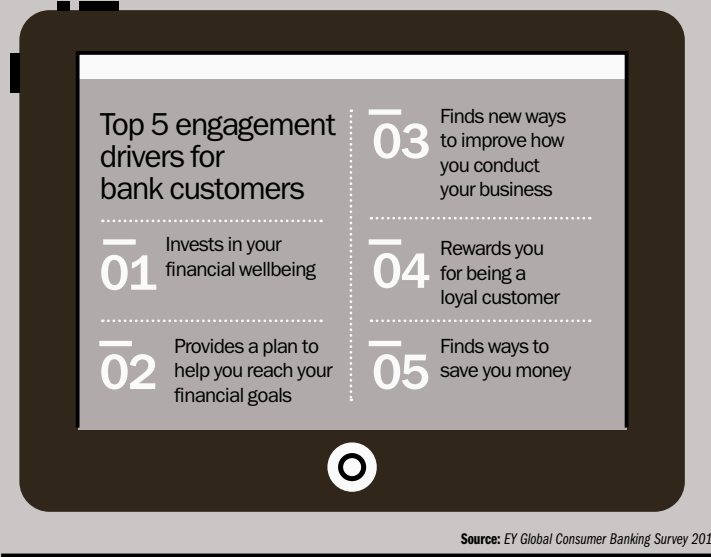 Top 5 engagement
drivers for
bank customers
01
Invests in your
financial wellbeing
02
Provides a plan to
help you reach your
financial goals
03
Finds new ways
to improve how
you conduct
your business
04
Rewards you
for being a
loyal customer
05
Finds ways to
save you money
Source: EY Global Consumer Banking Survey 201